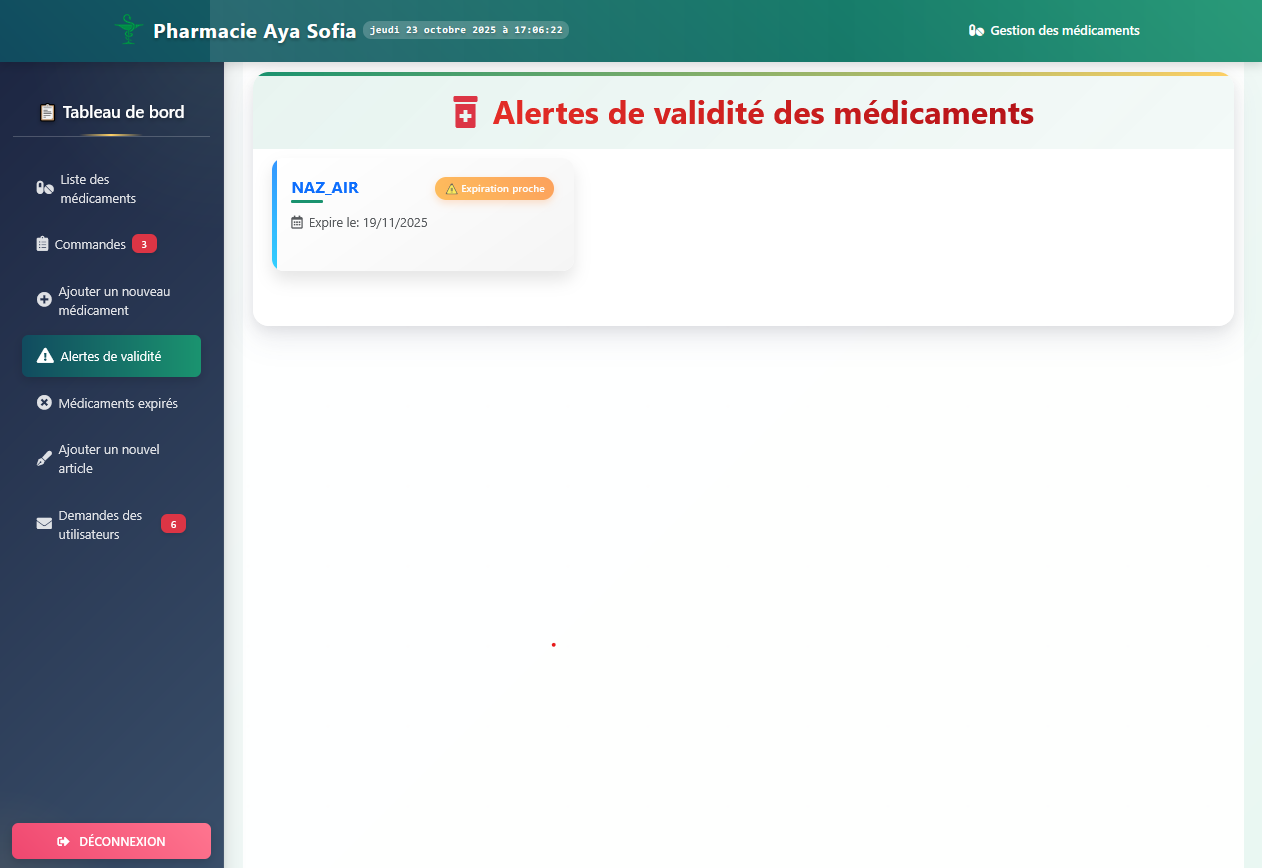 Pharmacie Aya Sofia jeudi 23 octobre 2025 à 17:06:22 Gestion des médicaments
Tableau de bord
Liste des
médicaments
Commandes 3
Ajouter un nouveau
médicament
Alertes de validité
Médicaments expirés
Ajouter un nouvel
article
Demandes des
utilisateurs 6
DÉCONNEXION
Alertes de validité des médicaments
NAZ_AIR Expiration proche
Expire le: 19/11/2025